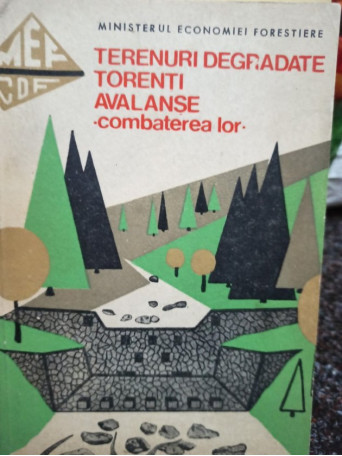 MEF
CDF
MINISTERUL ECONOMIEI FORESTIERE
TERENURI DEGRADATE
TORENTI
AVALANSE
·combaterea lor·